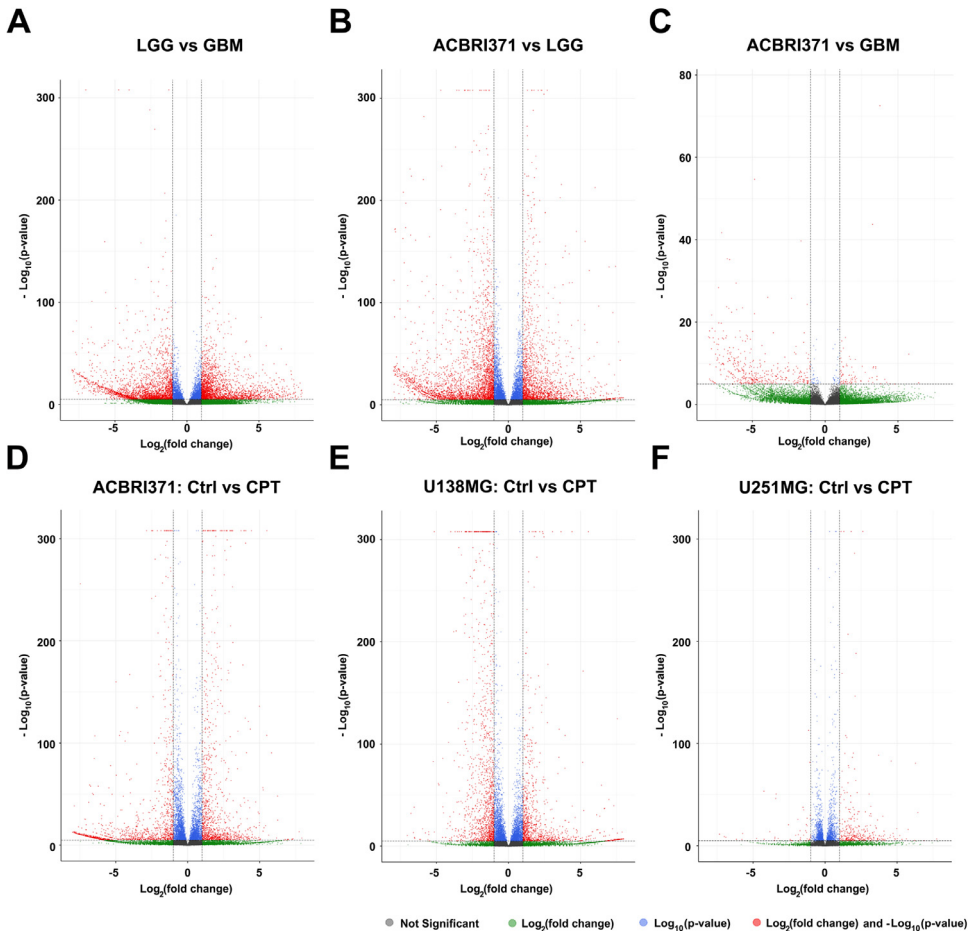 A
B
C
LGG vs GBM
ACBRI371 vs LGG
ACBRI371 vs GBM
- Log10(p-value)
300
200
100
0
-5
0
5
Log2(fold change)
- Log10(p-value)
300
200
100
0
-5
0
5
Log2(fold change)
- Log10(p-value)
80
60
40
20
0
-5
0
5
Log2(fold change)
D
E
F
ACBRI371: Ctrl vs CPT
U138MG: Ctrl vs CPT
U251MG: Ctrl vs CPT
- Log10(p-value)
300
200
100
0
-5
0
5
Log2(fold change)
- Log10(p-value)
300
200
100
0
-5
0
5
Log2(fold change)
- Log10(p-value)
300
200
100
0
-5
0
5
Log2(fold change)
Not Significant
Log2(fold change)
Log10(p-value)
Log2(fold change) and -Log10(p-value)